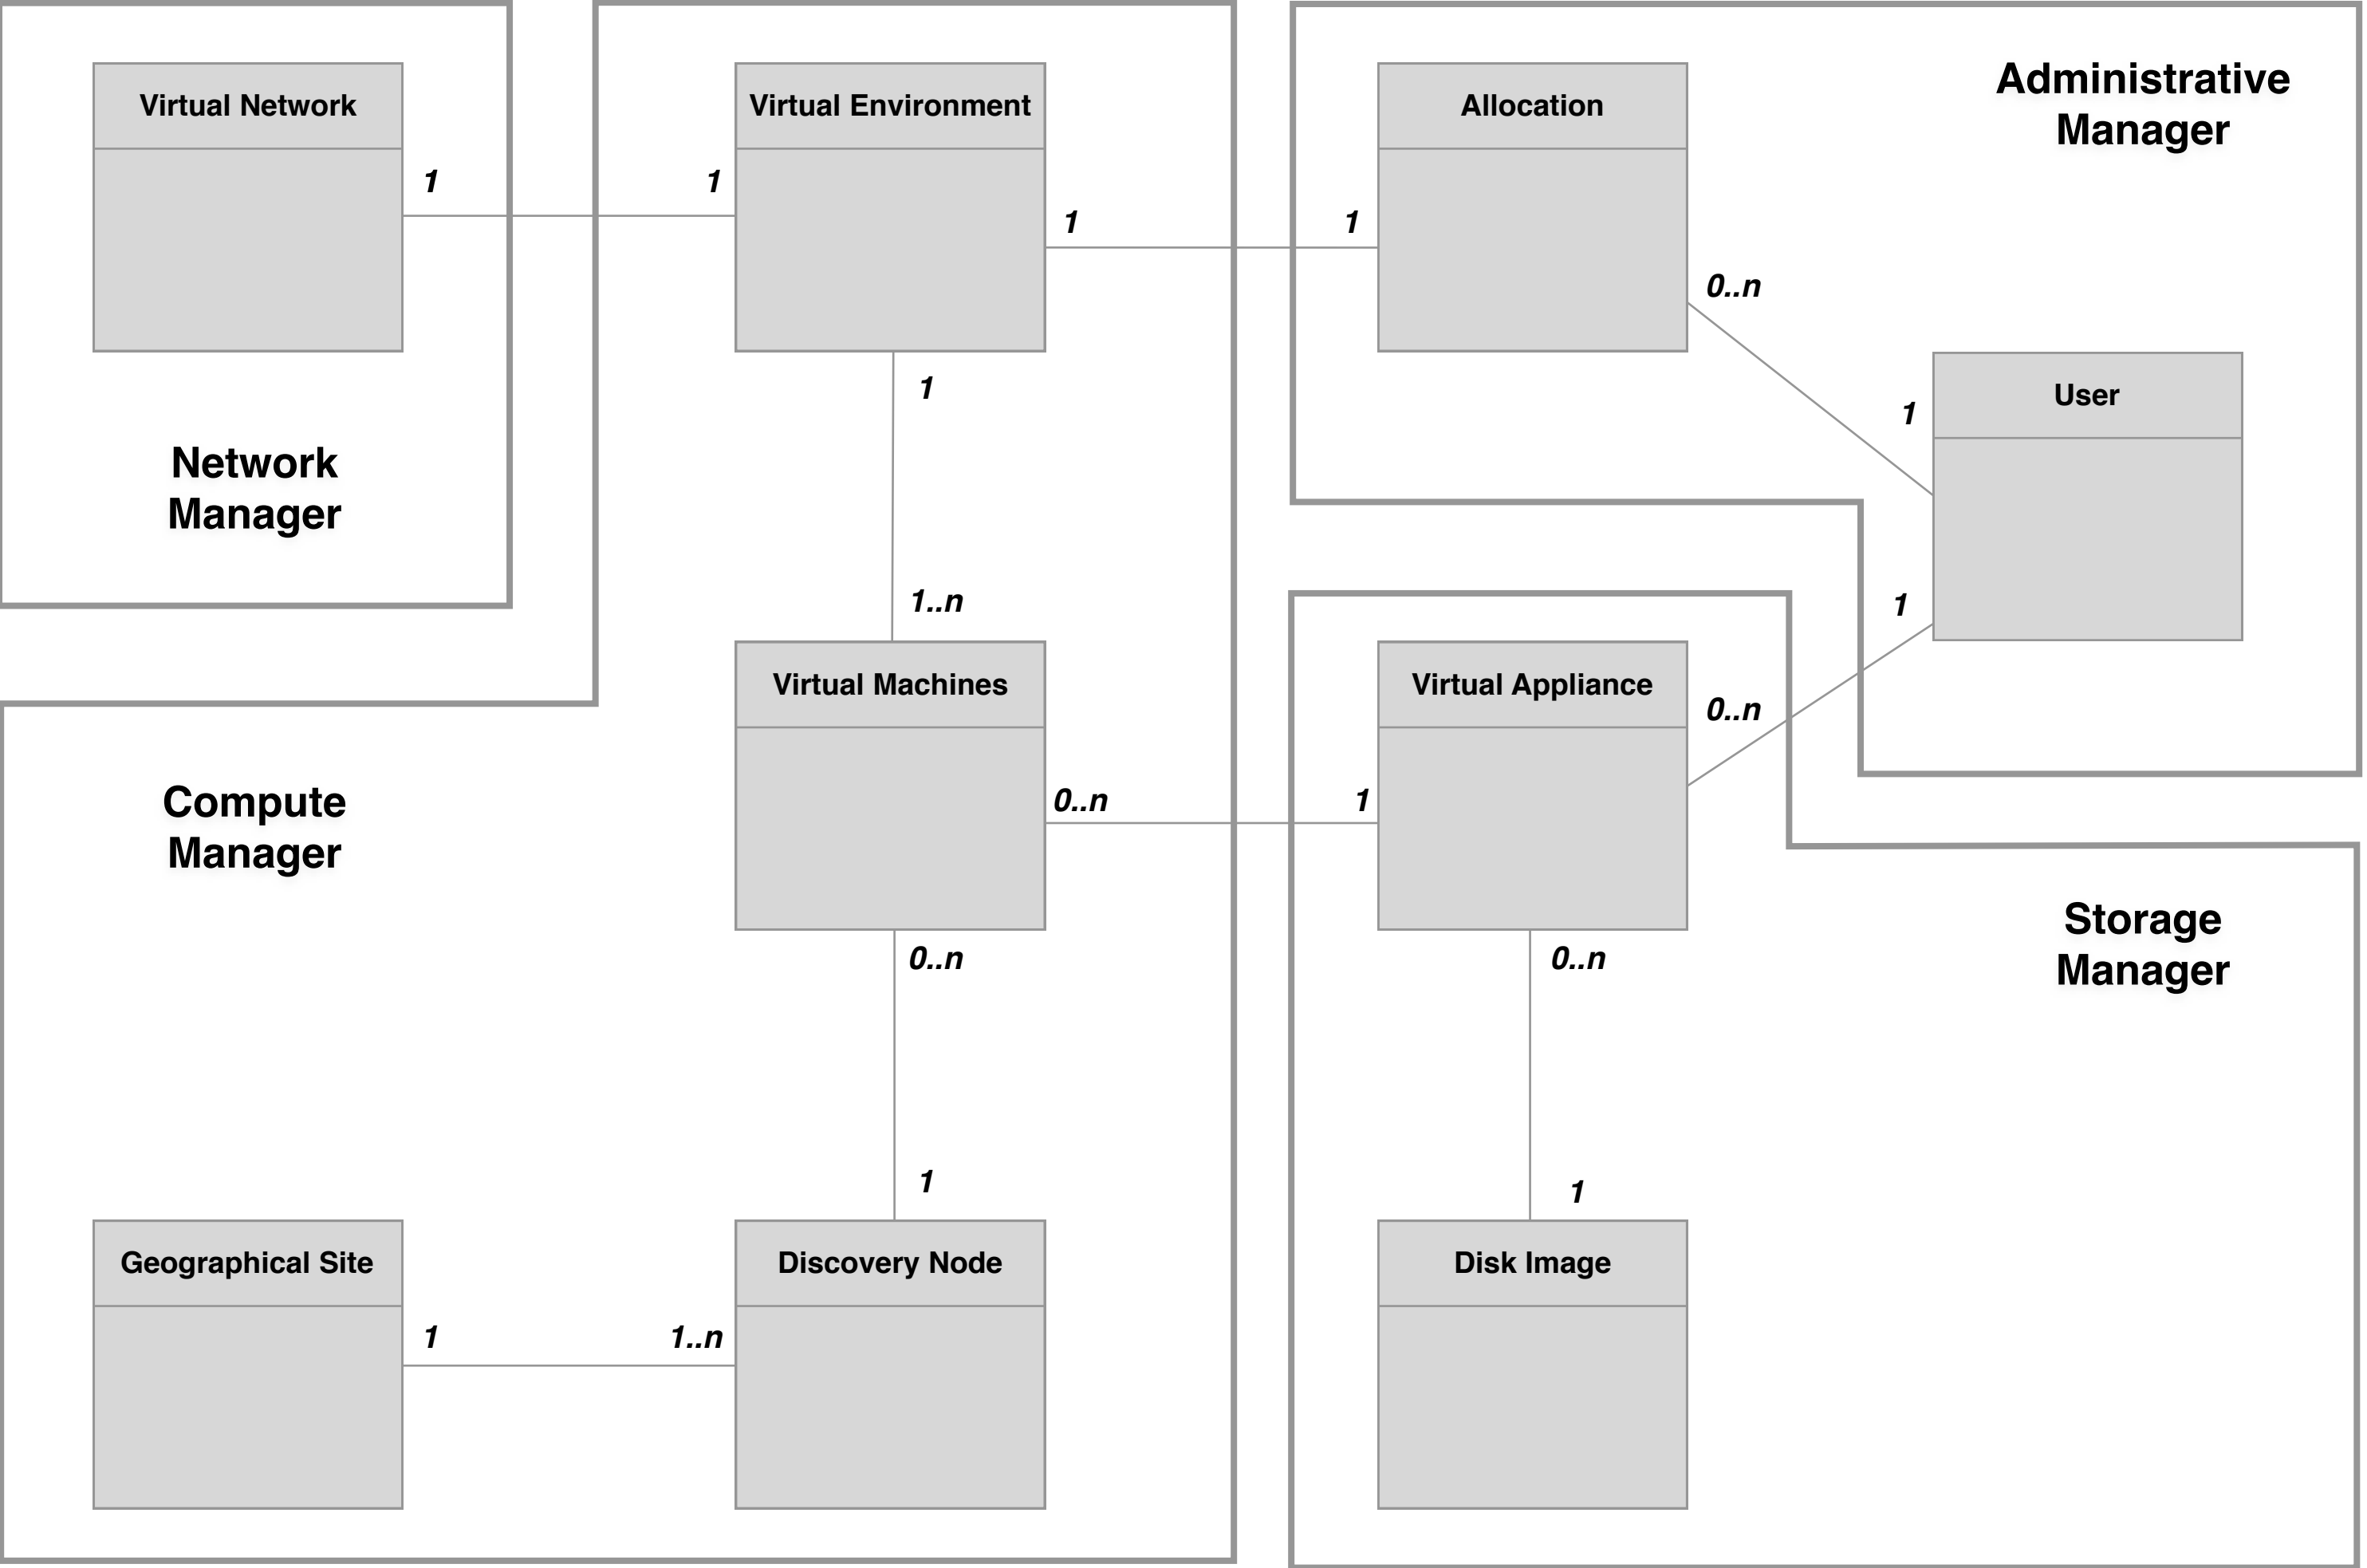 Virtual Network
1
Network
Manager
Virtual Environment
1
1
1
Allocation
1
0..n
Administrative
Manager
User
1
1
Compute
Manager
1..n
Virtual Machines
0..n
0..n
Virtual Appliance
1
0..n
0..n
Storage
Manager
Geographical Site
1
1
Discovery Node
1..n
1
Disk Image